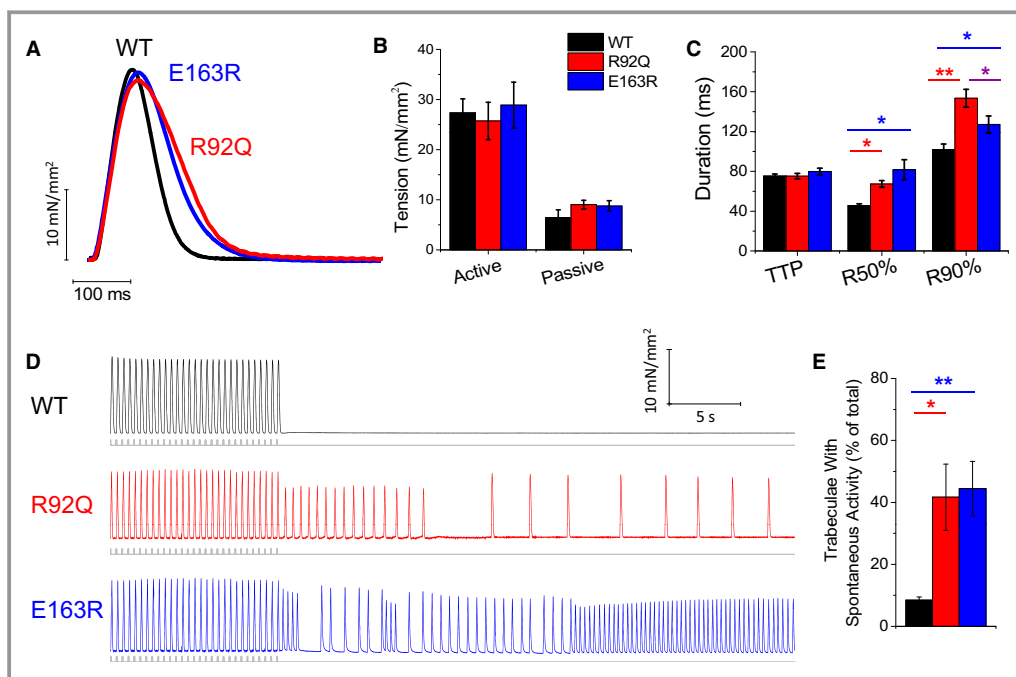 A
WT
E163R
R92Q
10 mN/mm²
100 ms
B
Tension (mN/mm²)
40
30
20
10
0
Active
Passive
WT
R92Q
E163R
C
Duration (ms)
200
160
120
80
40
0
TTP
R50%
R90%
*
*
**
*
*
D
WT
R92Q
E163R
10 mN/mm²
5 s
E
Trabeculae With
Spontaneous Activity (% of total)
80
60
40
20
0
**
*